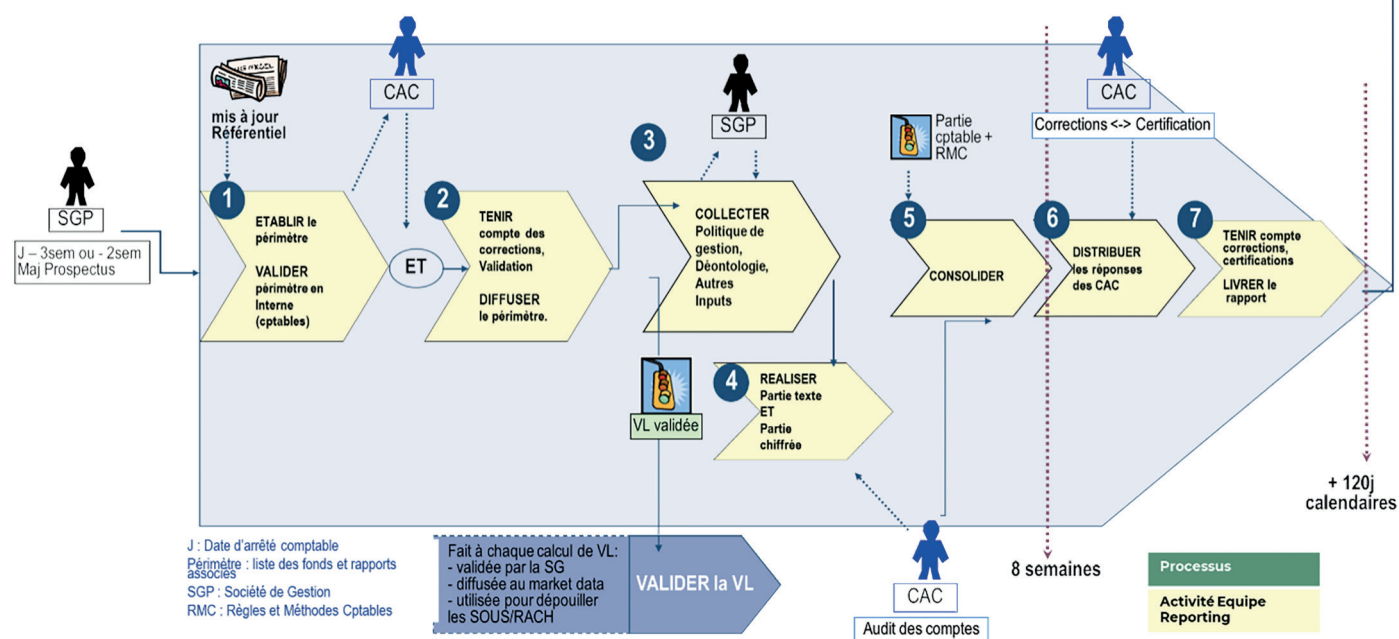 CAC
mis à jour
Référentiel
SGP
J – 3sem ou - 2sem
Maj Prospectus
1
ETABLIR le
périmètre
VALIDER
périmètre en
Interne
(cptables)
ET
2
TENIR
compte des
corrections,
Validation
DIFFUSER
le périmètre.
SGP
3
COLLECTER
Politique de
gestion,
Déontologie,
Autres
Inputs
VL validée
4
REALISER
Partie texte
ET
Partie
chiffrée
Partie
cptable +
RMC
5
CONSOLIDER
CAC
Corrections <-> Certification
6
DISTRIBUER
les réponses
des CAC
7
TENIR compte
corrections,
certifications
LIVRER le
rapport
+ 120j
calendaires
8 semaines
J : Date d'arrêté comptable
Périmètre : liste des fonds et rapports
associés
SGP : Société de Gestion
RMC : Règles et Méthodes Cptables
Fait à chaque calcul de VL:
- validée par la SG
- diffusée au market data
- utilisée pour dépouiller
les SOUS/RACH
VALIDER la VL
CAC
Audit des comptes
Processus
Activité Equipe
Reporting